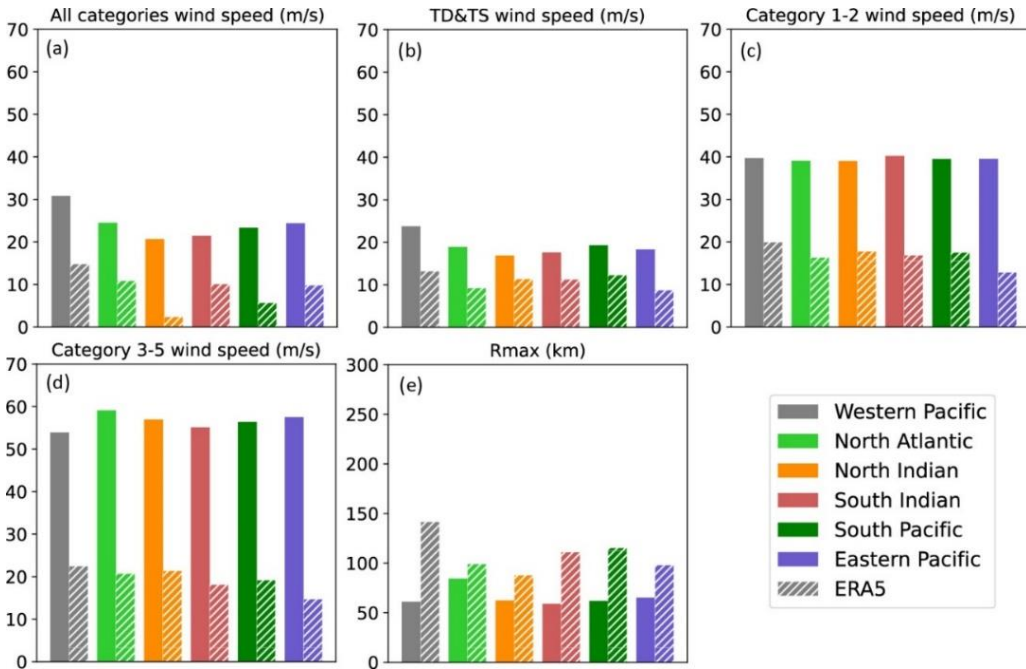 All categories wind speed (m/s)
(a)
70
60
50
40
30
20
10
0
TD&TS wind speed (m/s)
(b)
70
60
50
40
30
20
10
0
Category 1-2 wind speed (m/s)
(c)
70
60
50
40
30
20
10
0
Category 3-5 wind speed (m/s)
(d)
70
60
50
40
30
20
10
0
Rmax (km)
(e)
300
250
200
150
100
50
0
Western Pacific
North Atlantic
North Indian
South Indian
South Pacific
Eastern Pacific
ERA5